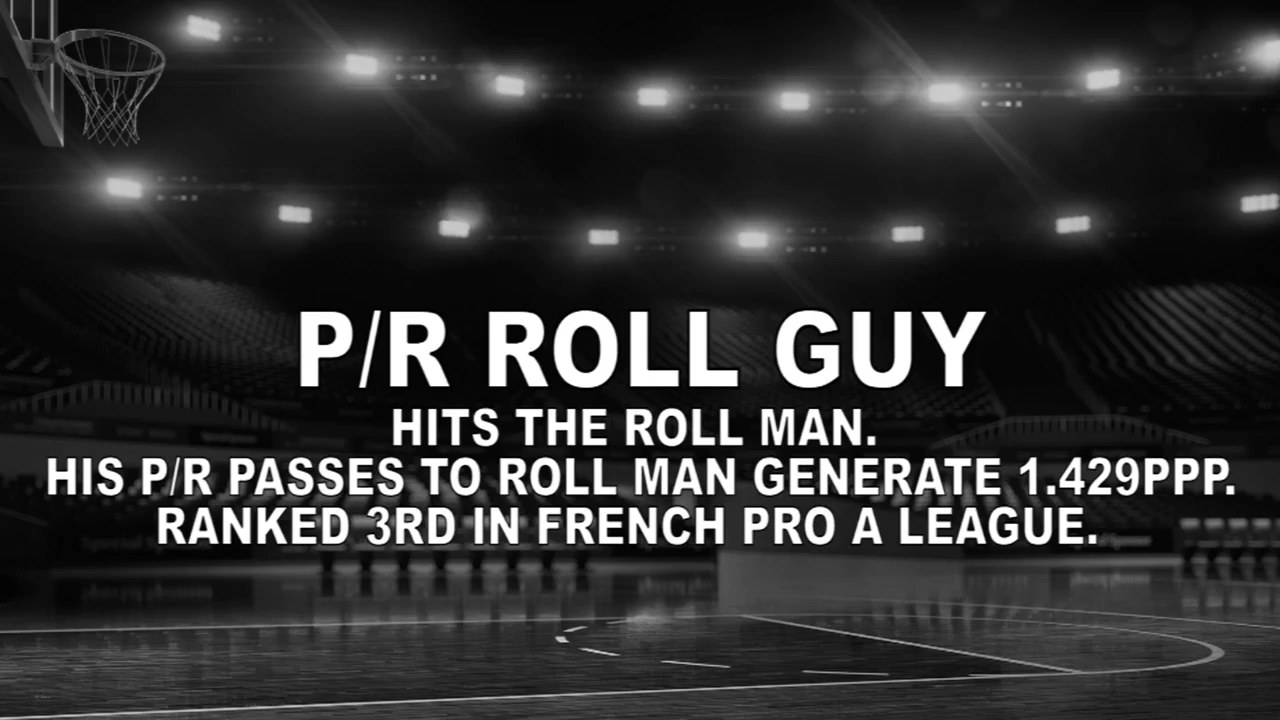 P/R ROLL GUY
HITS THE ROLL MAN.
HIS P/R PASSES TO ROLL MAN GENERATE 1.429PPP.
RANKED 3RD IN FRENCH PRO A LEAGUE.